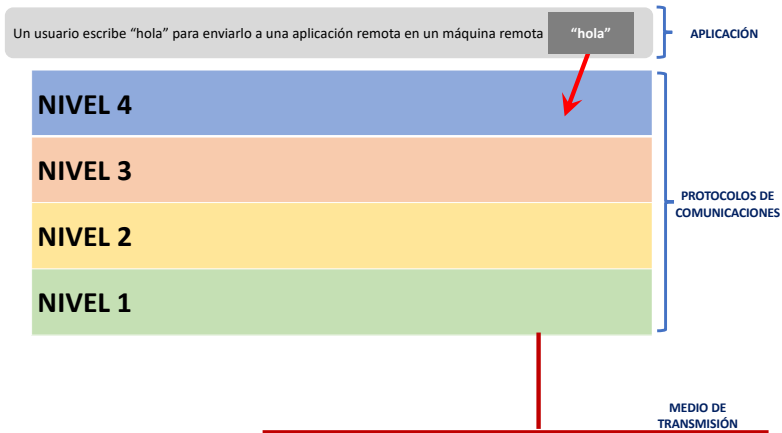 Un usuario escribe “hola” para enviarlo a una aplicación remota en un máquina remota
“hola”
APLICACIÓN
NIVEL 4
NIVEL 3
PROTOCOLOS DE
COMUNICACIONES
NIVEL 2
NIVEL 1
MEDIO DE
TRANSMISIÓN